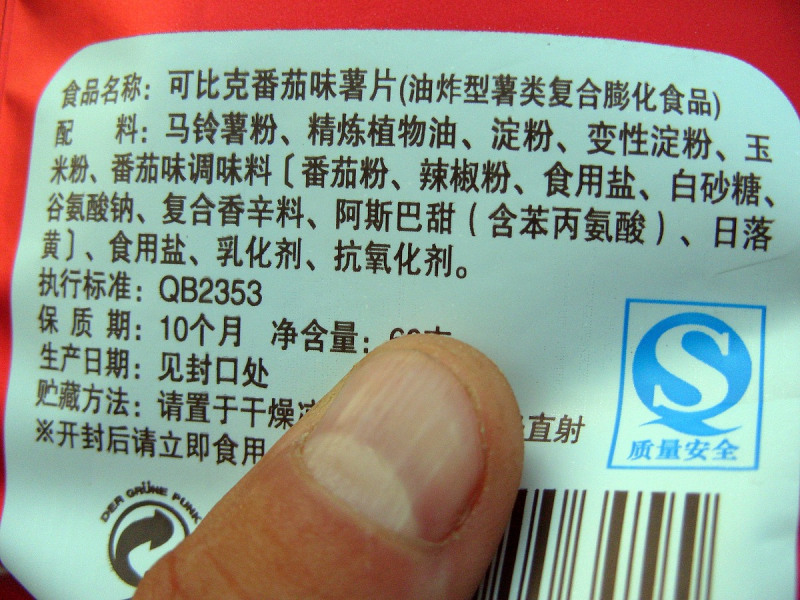 食品名称：可比克番茄味薯片(油炸型薯类复合膨化食品)
配 料：马铃薯粉、精炼植物油、淀粉、变性淀粉、玉
米粉、番茄味调味料〔番茄粉、辣椒粉、食用盐、白砂糖、
谷氨酸钠、复合香辛料、阿斯巴甜（含苯丙氨酸）、日落
黄〕、食用盐、乳化剂、抗氧化剂。
执行标准：QB2353
保 质 期：10个月 净含量：
生产日期：见封口处
贮藏方法：请置于干燥 直射
※开封后请立即食用
质量安全
DER GRÜNE PUNK